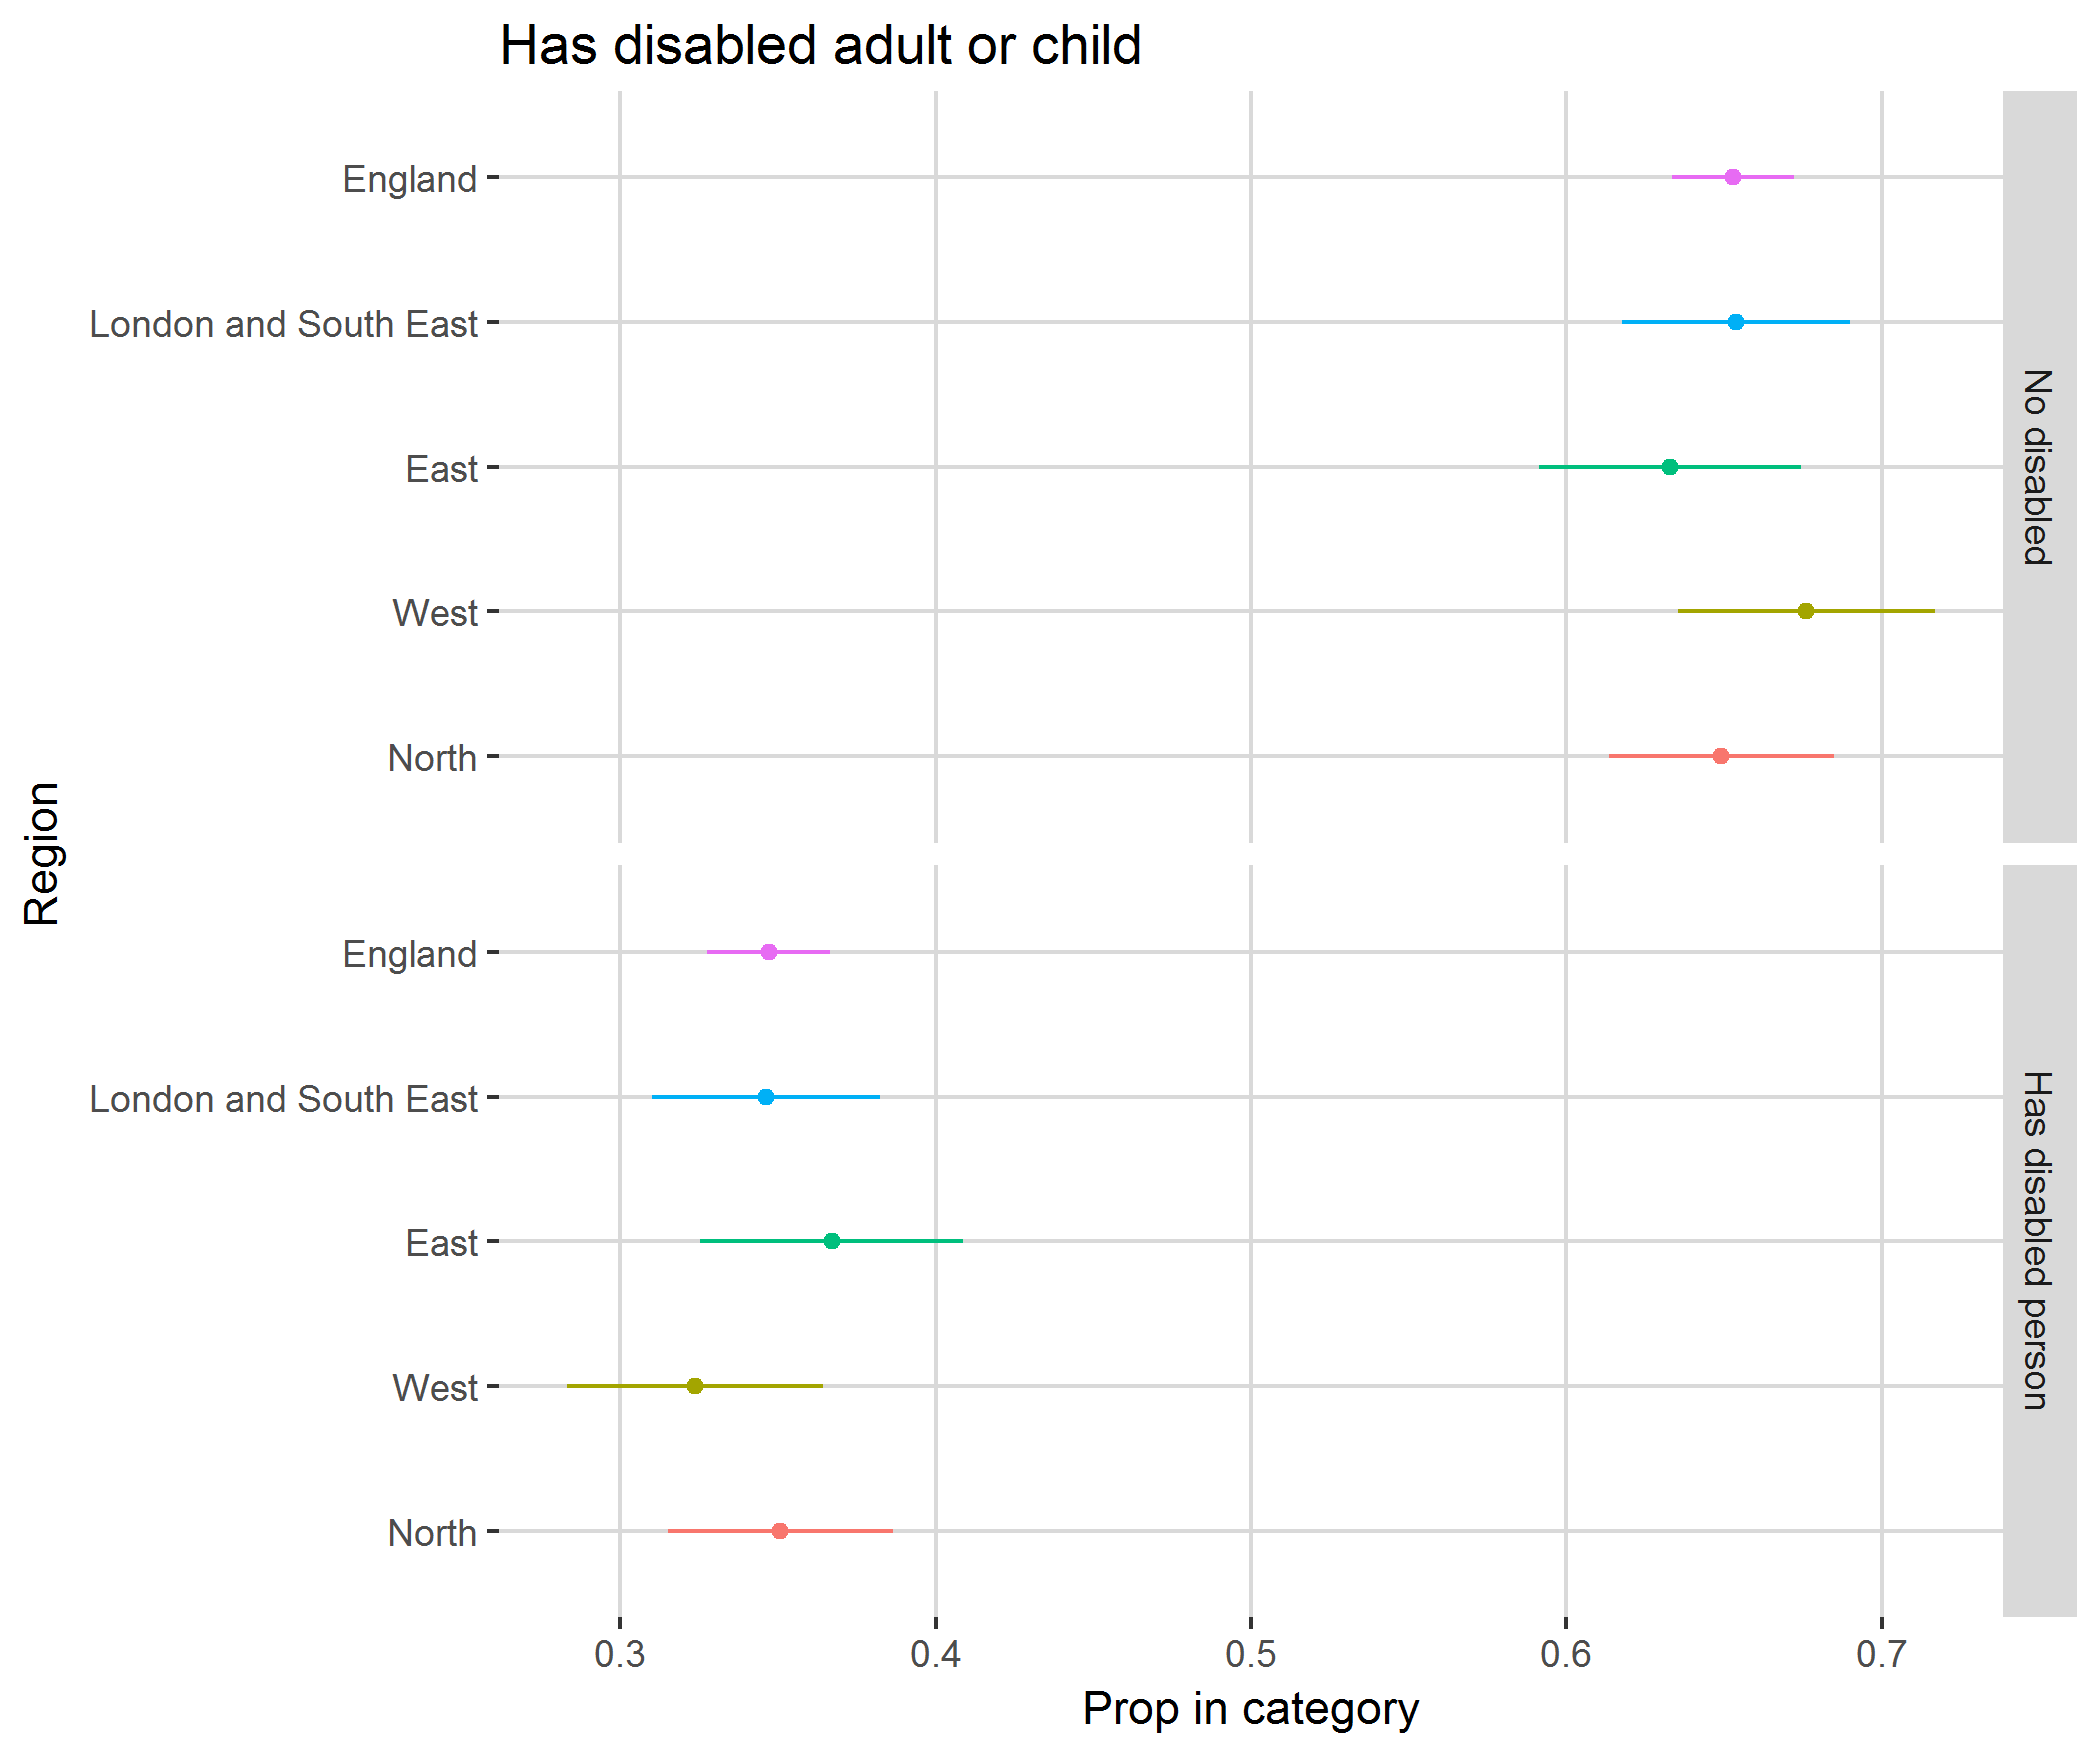 Has disabled adult or child
England
London and South East
East
West
North
No disabled
Region
England
London and South East
East
West
North
Has disabled person
0.3 0.4 0.5 0.6 0.7
Prop in category